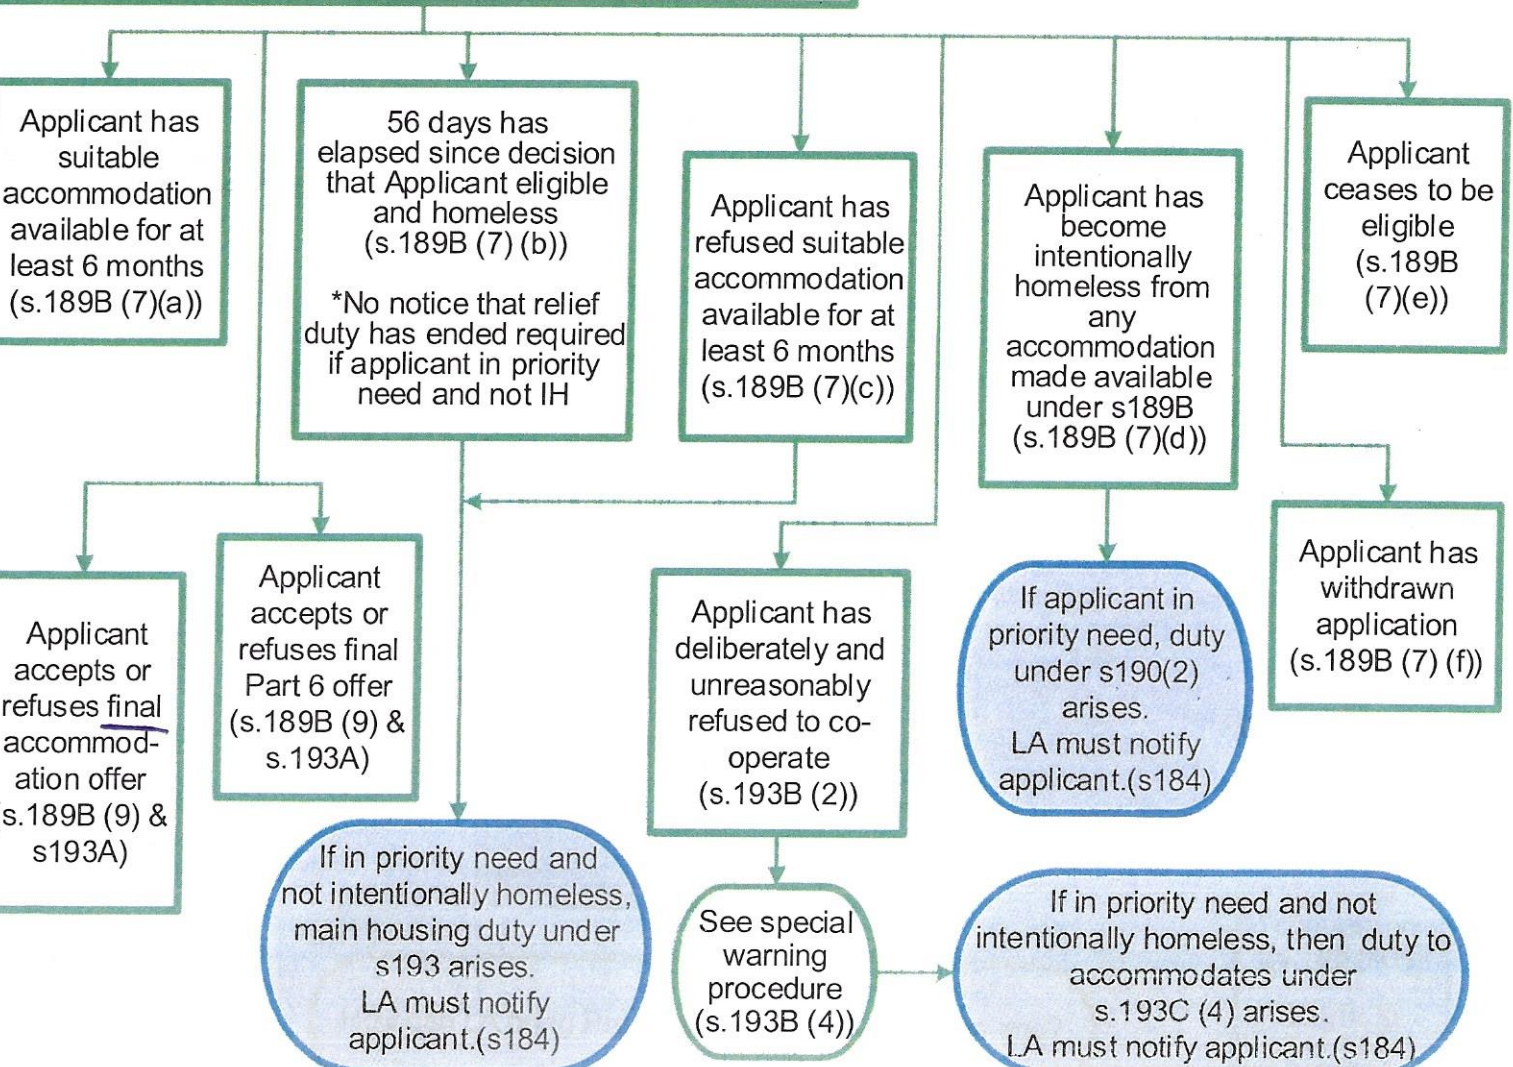 Applicant has
suitable
accommodation
available for at
least 6 months
(s.189B (7)(a))
56 days has
elapsed since decision
that Applicant eligible
and homeless
(s.189B (7) (b))
*No notice that relief
duty has ended required
if applicant in priority
need and not IH
Applicant has
refused suitable
accommodation
available for at
least 6 months
(s.189B (7)(c))
Applicant has
become
intentionally
homeless from
any
accommodation
made available
under s189B
(s.189B (7)(d))
Applicant
ceases to be
eligible
(s.189B
(7)(e))
Applicant
accepts or
refuses final
accommod-
ation offer
(s.189B (9) &
s193A)
Applicant
accepts or
refuses final
Part 6 offer
(s.189B (9) &
s.193A)
Applicant has
deliberately and
unreasonably
refused to co-
operate
(s.193B (2))
If applicant in
priority need, duty
under s190(2)
arises.
LA must notify
applicant.(s184)
Applicant has
withdrawn
application
(s.189B (7) (f))
If in priority need and
not intentionally homeless,
main housing duty under
s193 arises.
LA must notify
applicant.(s184)
See special
warning
procedure
(s.193B (4))
If in priority need and not
intentionally homeless, then duty to
accommodates under
s.193C (4) arises.
LA must notify applicant.(s184)